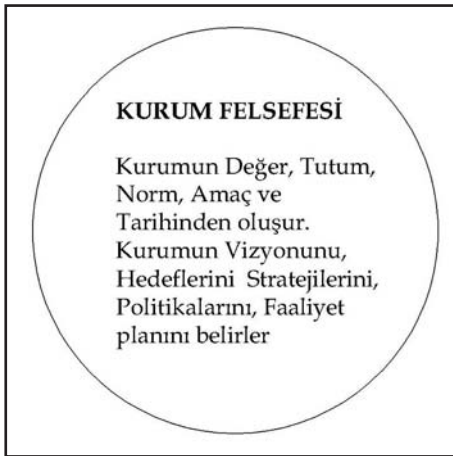 KURUM FELSEFESİ
Kurumun Değer, Tutum,
Norm, Amaç ve
Tarihinden oluşur.
Kurumun Vizyonunu,
Hedeflerini Stratejilerini,
Politikalarını, Faaliyet
planını belirler